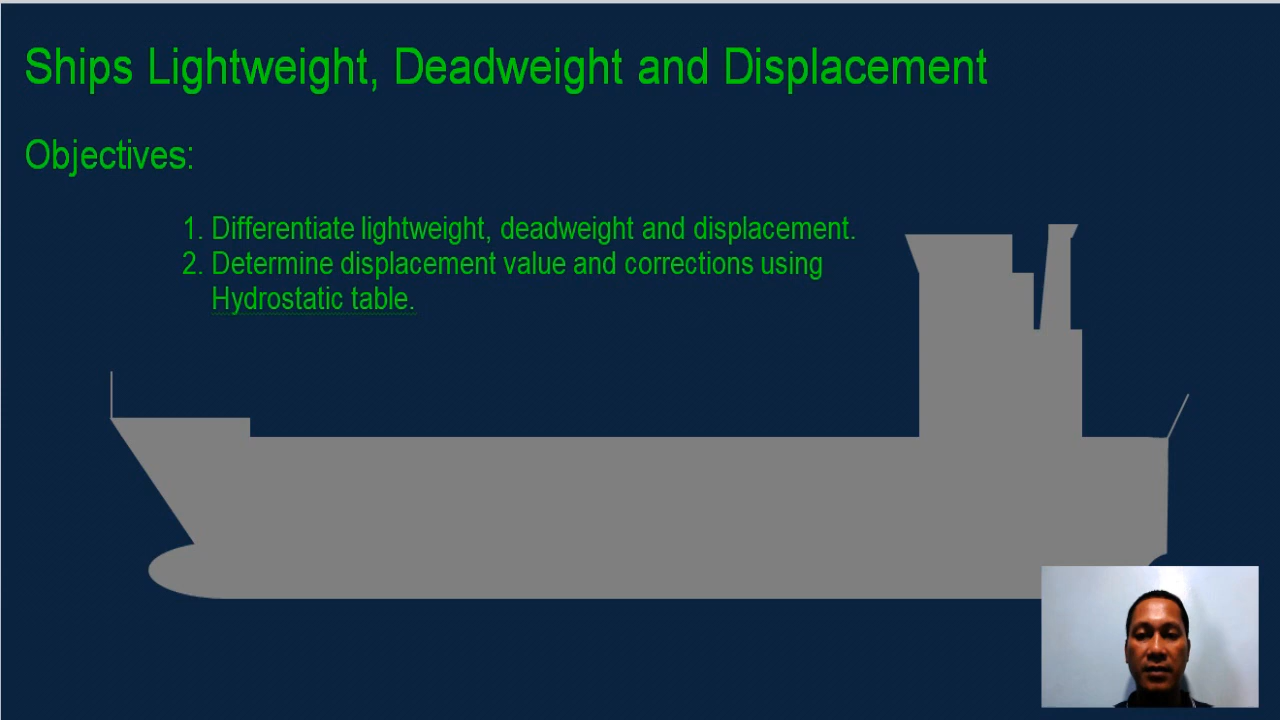 Ships Lightweight, Deadweight and Displacement
Objectives:
1. Differentiate lightweight, deadweight and displacement.
2. Determine displacement value and corrections using
Hydrostatic table.